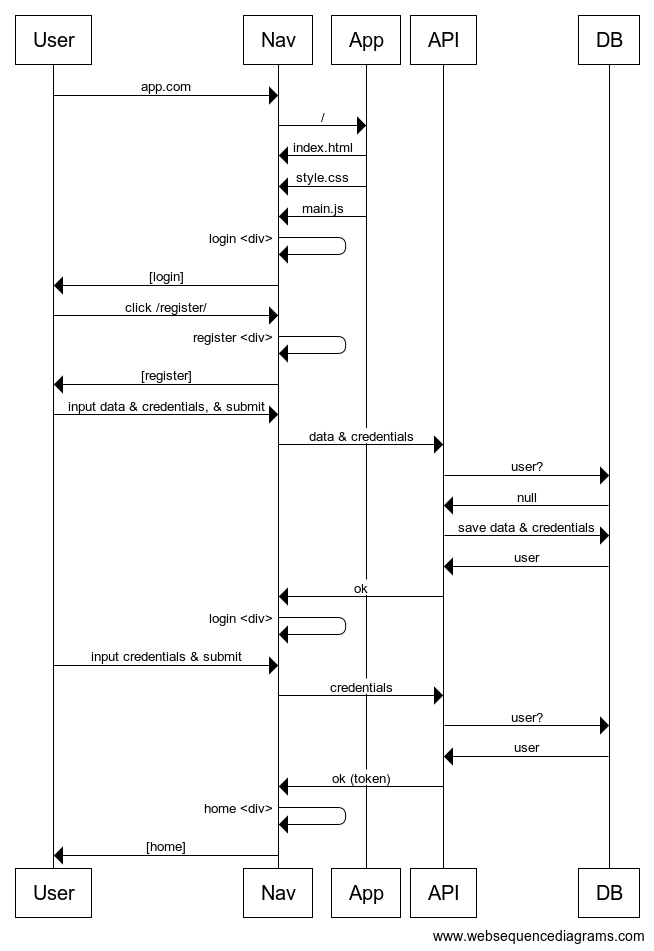 User Nav App API DB
app.com
/
index.html
style.css
main.js
login <div>
[login]
click /register/
register <div>
[register]
input data & credentials, & submit
data & credentials
user?
null
save data & credentials
user
ok
login <div>
input credentials & submit
credentials
user?
user
ok (token)
home <div>
[home]
User Nav App API DB
www.websequencediagrams.com